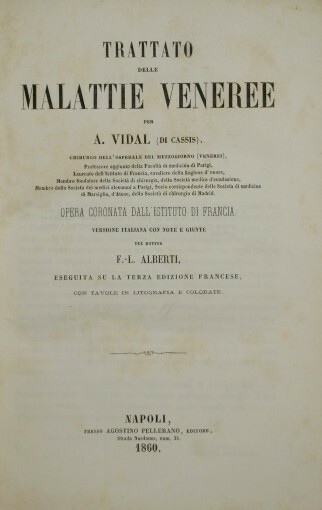 TRATTATO
DELLE
MALATTIE VENEREE
PER
A. VIDAL (DI CASSIS),
CHIRURGO DELL'OSPEDALE DEL MEZZOGIORNO (VENEREI),
Professore aggiunto della Facoltà di medicina di Parigi,
Laureato dell'Istituto di Francia, cavaliere della Legione d'onore,
Membro fondatore della Società di chirurgia, della Società medica d'emulazione,
Membro della Società dei medici alemanni a Parigi, Socio corrispondente delle Società di medicina
di Marsiglia, d'Atene, della Società di chirurgia di Madrid.
OPERA CORONATA DALL'ISTITUTO DI FRANCIA
VERSIONE ITALIANA CON NOTE E GIUNTE
DEL DOTTOR
F.-L. ALBERTI,
ESEGUITA SU LA TERZA EDIZIONE FRANCESE,
CON TAVOLE IN LITOGRAFIA E COLORATE.
NAPOLI,
PRESSO AGOSTINO PELLERANO, EDITORE,
Strada
1860.